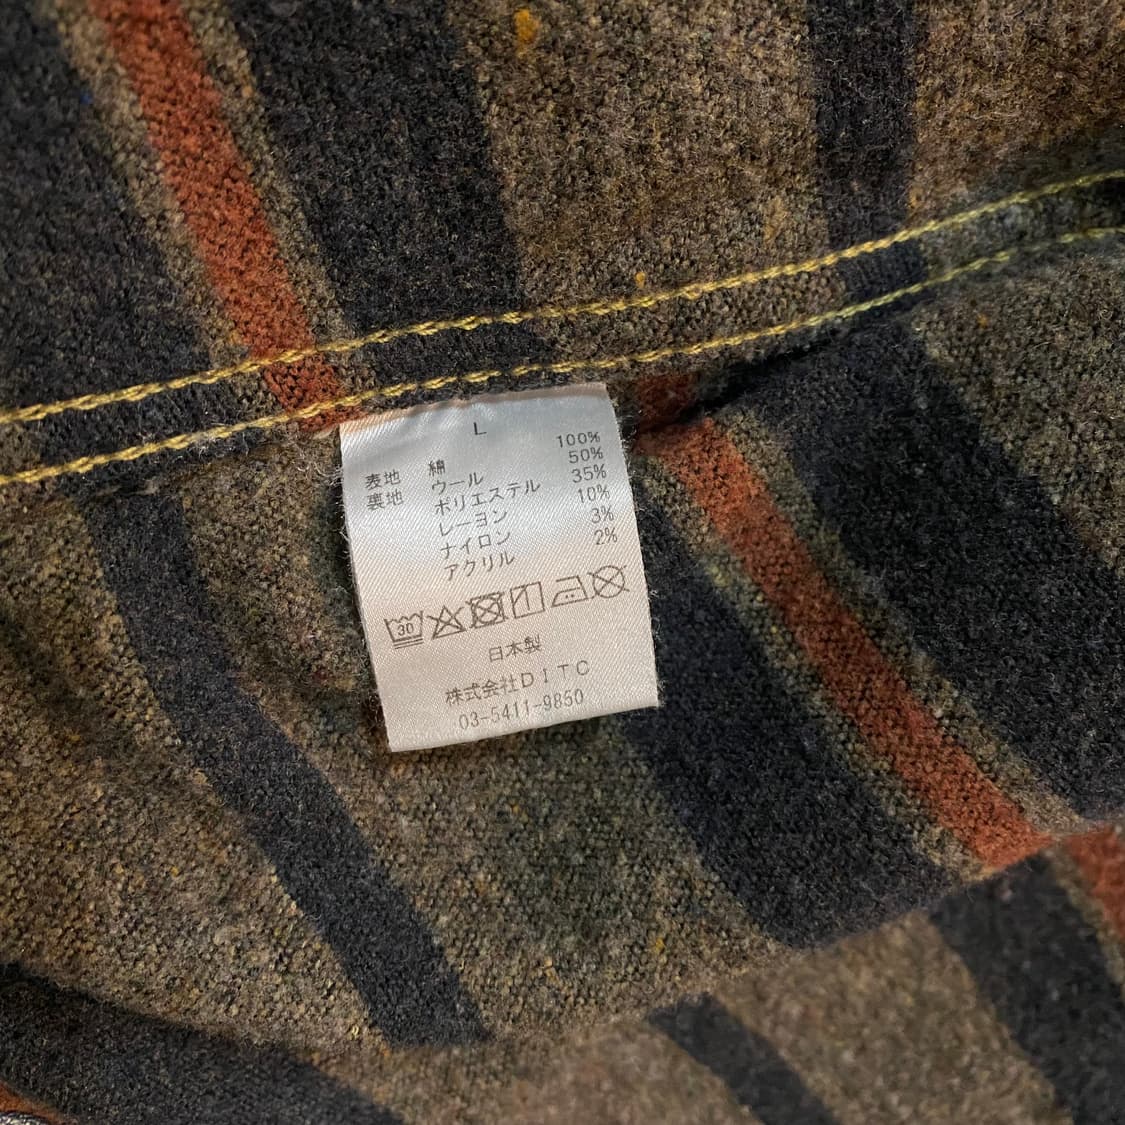 L
表地 綿 100%
裏地 ウール 50%
ポリエステル 35%
レーヨン 10%
ナイロン 3%
アクリル 2%
30
日本製
株式会社DITC
03-5411-9850